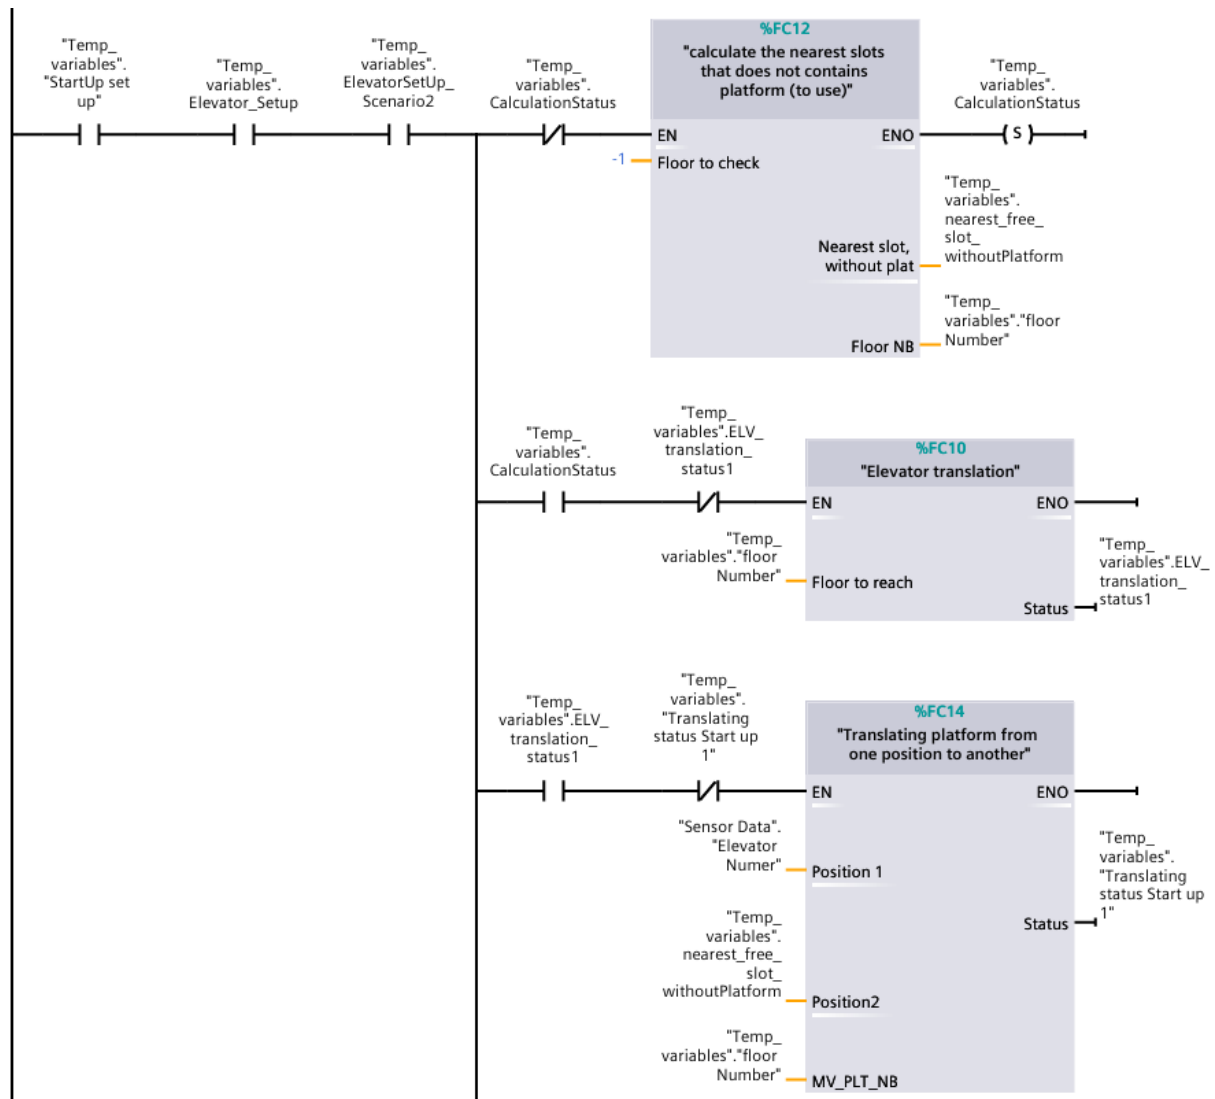 "Temp_
variables".
"StartUp set
up"
"Temp_
variables".
Elevator_Setup
"Temp_
variables".
ElevatorSetUp_
Scenario2
"Temp_
variables".
CalculationStatus
%FC12
"calculate the nearest slots
that does not contains
platform (to use)"
EN
ENO
-1
Floor to check
Nearest slot,
without plat
Floor NB
"Temp_
variables".
CalculationStatus
S
"Temp_
variables".
nearest_free_
slot_
withoutPlatform
"Temp_
variables"."floor
Number"
"Temp_
variables".
CalculationStatus
"Temp_
variables".ELV_
translation_
status1
%FC10
"Elevator translation"
EN
ENO
"Temp_
variables"."floor
Number"
Floor to reach
Status
"Temp_
variables".ELV_
translation_
status1
"Temp_
variables".ELV_
translation_
status1
"Temp_
variables".
"Translating
status Start up
1"
%FC14
"Translating platform from
one position to another"
EN
ENO
"Sensor Data".
"Elevator
Numer"
Position 1
"Temp_
variables".
"Translating
status Start up
1"
Status
"Temp_
variables".
nearest_free_
slot_
withoutPlatform
Position2
"Temp_
variables"."floor
Number"
MV_PLT_NB